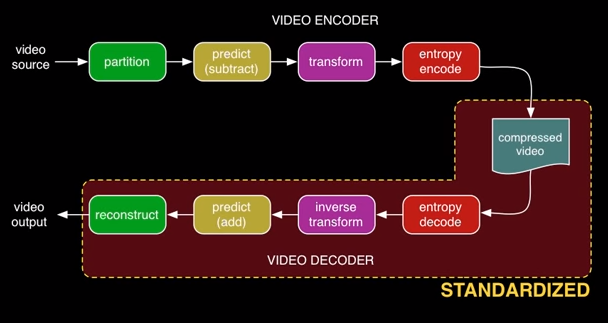 VIDEO ENCODER
video
source
partition
predict
(subtract)
transform
entropy
encode
compressed
video
video
output
reconstruct
predict
(add)
inverse
transform
entropy
decode
VIDEO DECODER
STANDARDIZED